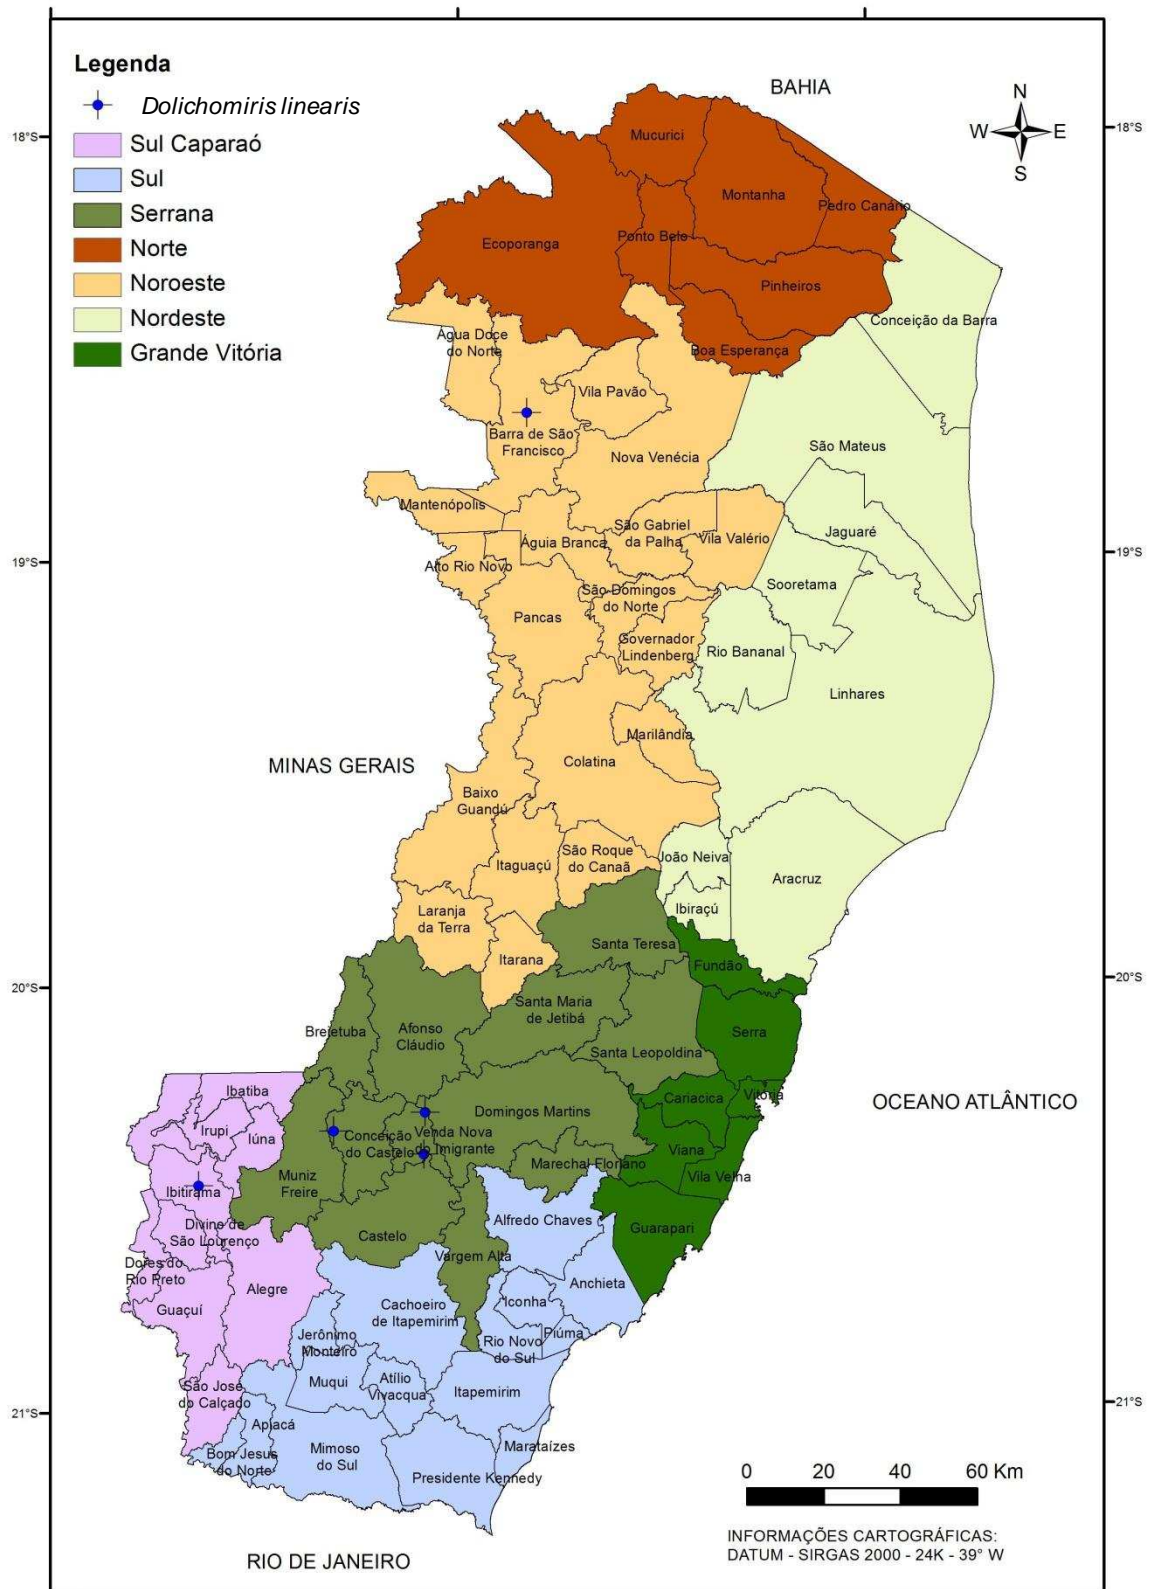 Legenda
Dolichomiris linearis
Sul Caparaó
Sul
Serrana
Norte
Noroeste
Nordeste
Grande Vitória
BAHIA
N
W
E
S
18°S
18°S
Mucurici
Montanha
Pedro Canário
Ecoporanga
Ponto Belo
Pinheiros
Conceição da Barra
Água Doce
do Norte
Boa Esperança
Vila Pavão
Barra de São
Francisco
Nova Venécia
São Mateus
Mantenópolis
São Gabriel
da Palha
Vila Valério
Jaguaré
Águia Branca
19°S
19°S
Alto Rio Novo
Sooretama
São Domingos
do Norte
Pancas
Governador
Lindenberg
Rio Bananal
Linhares
Marilândia
MINAS GERAIS
Colatina
Baixo
Guandú
Itaguaçú
São Roque
do Canaã
João Neiva
Aracruz
Ibiraçú
Laranja
da Terra
Itarana
Santa Teresa
Fundão
20°S
20°S
Santa Maria
de Jetibá
Brejetuba
Afonso
Cláudio
Serra
Santa Leopoldina
Ibatiba
Cariacica
Vitória
OCEANO ATLÂNTICO
Domingos Martins
Irupi
Iúna
Conceição
do Castelo
Venda Nova
do Imigrante
Viana
Marechal Floriano
Vila Velha
Muniz
Freire
Ibitirama
Divino de
São Lourenço
Alfredo Chaves
Guarapari
Castelo
Vargem Alta
Dores do
Rio Preto
Alegre
Anchieta
Guaçuí
Cachoeiro
de Itapemirim
Iconha
Piúma
Jerônimo
Monteiro
Rio Novo
do Sul
Muqui
Atílio
Vivacqua
Itapemirim
São José
do Calçado
21°S
21°S
Apiacá
Marataízes
Bom Jesus
do Norte
Mimoso
do Sul
Presidente Kennedy
0 20 40 60 Km
INFORMAÇÕES CARTOGRÁFICAS:
DATUM - SIRGAS 2000 - 24K - 39° W
RIO DE JANEIRO